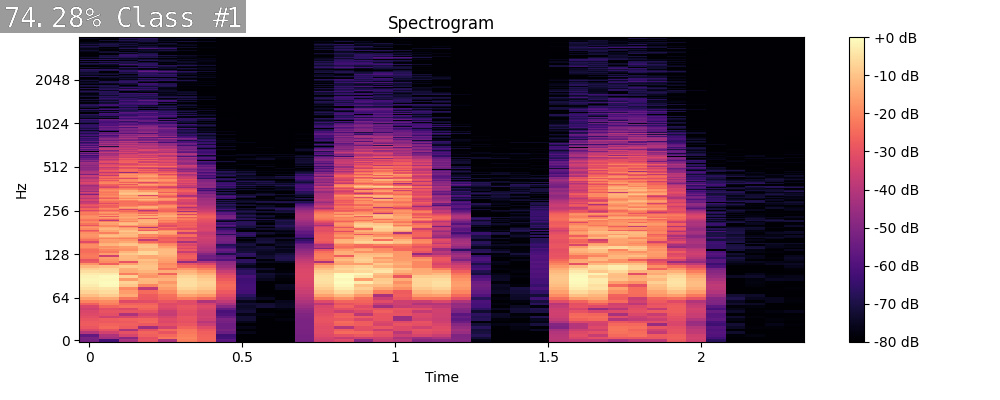 74.28% Class #1
Spectrogram
+0 dB
2048
-10 dB
1024
-20 dB
512
-30 dB
Hz
256
-40 dB
-50 dB
128
-60 dB
64
-70 dB
0
-80 dB
0 0.5 1 1.5 2
Time